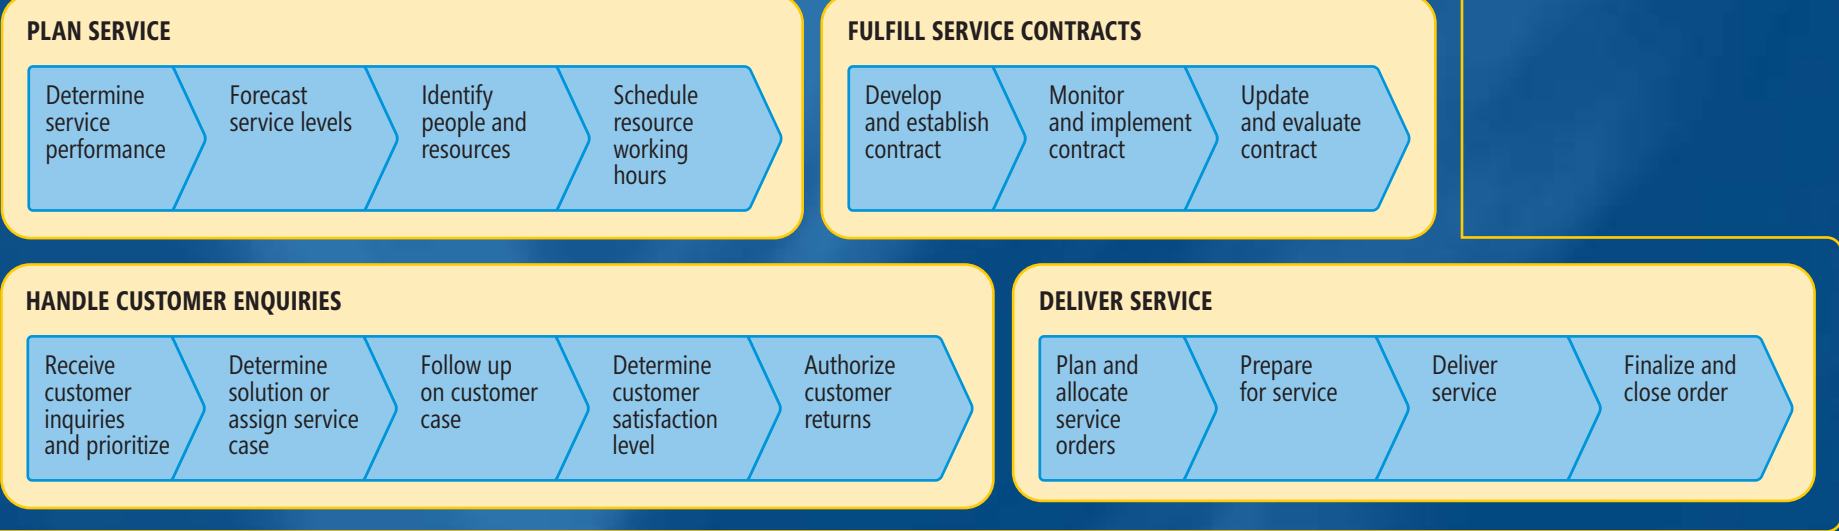 PLAN SERVICE
Determine
service
performance
Forecast
service levels
Identify
people and
resources
Schedule
resource
working
hours
FULFILL SERVICE CONTRACTS
Develop
and establish
contract
Monitor
and implement
contract
Update
and evaluate
contract
HANDLE CUSTOMER ENQUIRIES
Receive
customer
inquiries
and prioritize
Determine
solution or
assign service
case
Follow up
on customer
case
Determine
customer
satisfaction
level
Authorize
customer
returns
DELIVER SERVICE
Plan and
allocate
service
orders
Prepare
for service
Deliver
service
Finalize and
close order